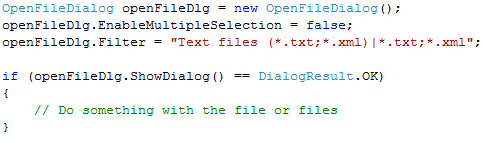 OpenFileDialog openFileDlg = new OpenFileDialog();
openFileDlg.EnableMultipleSelection = false;
openFileDlg.Filter = "Text files (*.txt;*.xml)|*.txt;*.xml";
if (openFileDlg.ShowDialog() == DialogResult.OK)
{
// Do something with the file or files
}